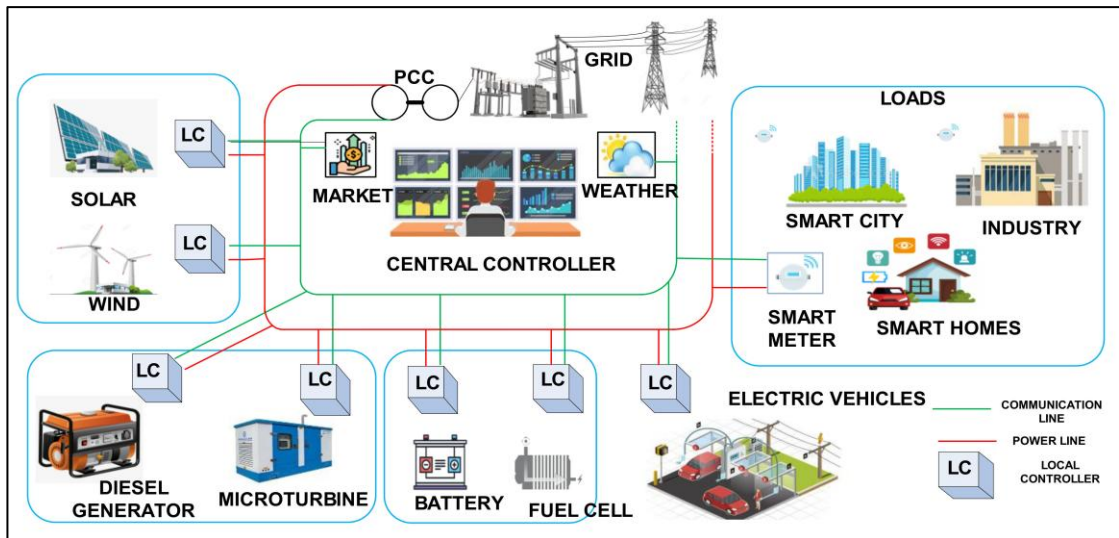 GRID
PCC
LOADS
LC
MARKET
WEATHER
SOLAR
SMART CITY
INDUSTRY
LC
CENTRAL CONTROLLER
WIND
SMART
METER
SMART HOMES
LC
LC
LC
LC
LC
ELECTRIC VEHICLES
COMMUNICATION
LINE
POWER LINE
LC
LOCAL
CONTROLLER
DIESEL
GENERATOR
MICROTURBINE
BATTERY
FUEL CELL